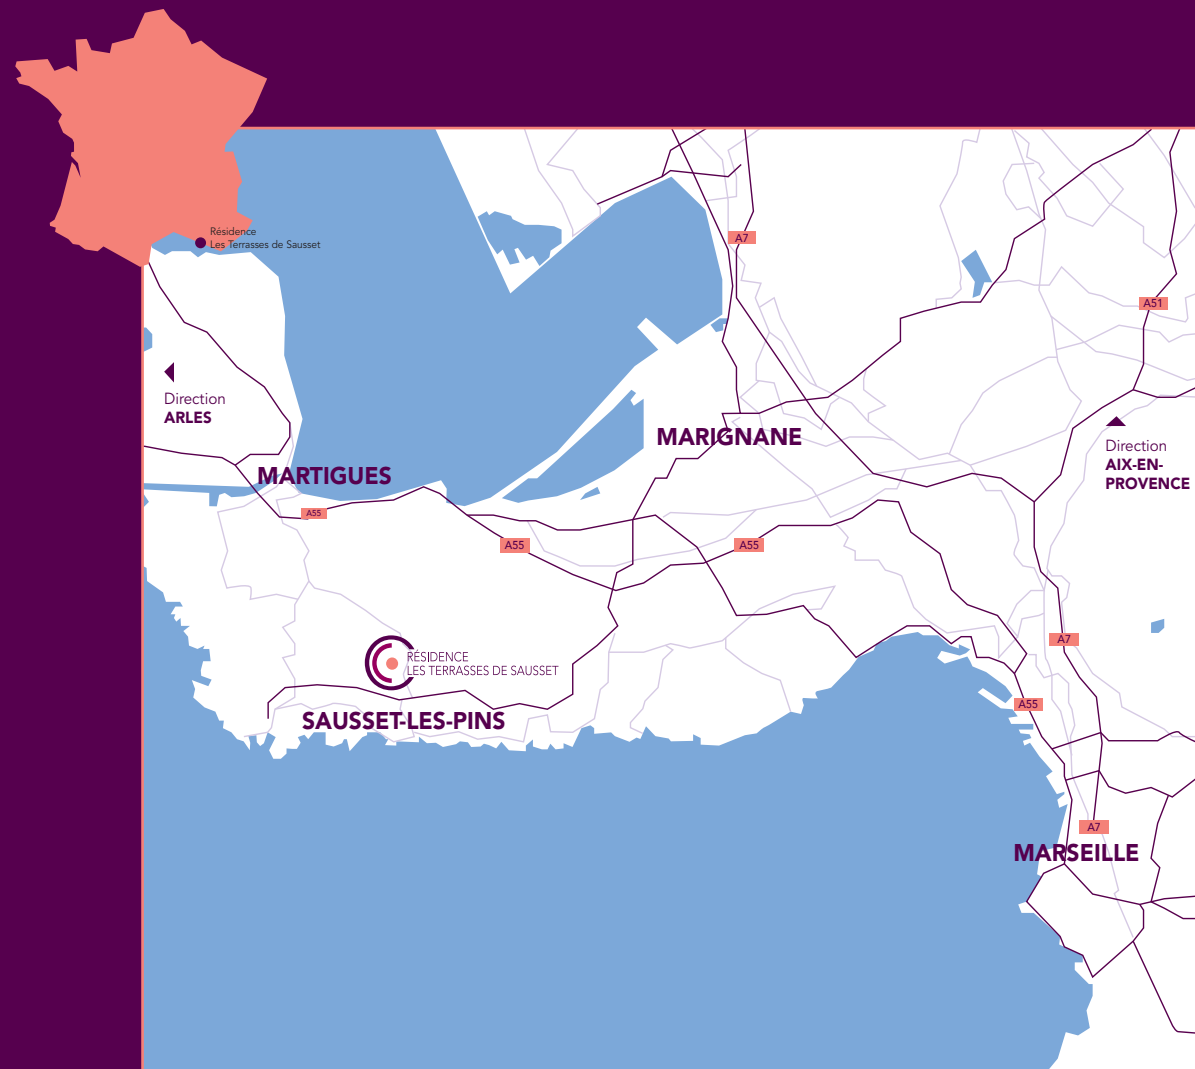 Résidence
Les Terrasses de Sausset
A7
A51
Direction
ARLES
MARIGNANE
Direction
AIX-EN-
PROVENCE
MARTIGUES
A55
A55
A55
A7
RÉSIDENCE
LES TERRASSES DE SAUSSET
A55
SAUSSET-LES-PINS
A7
MARSEILLE